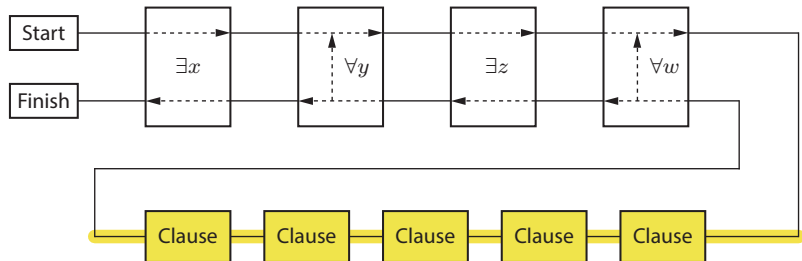 Start
∃x
∀y
∃z
∀w
Finish
Clause
Clause
Clause
Clause
Clause